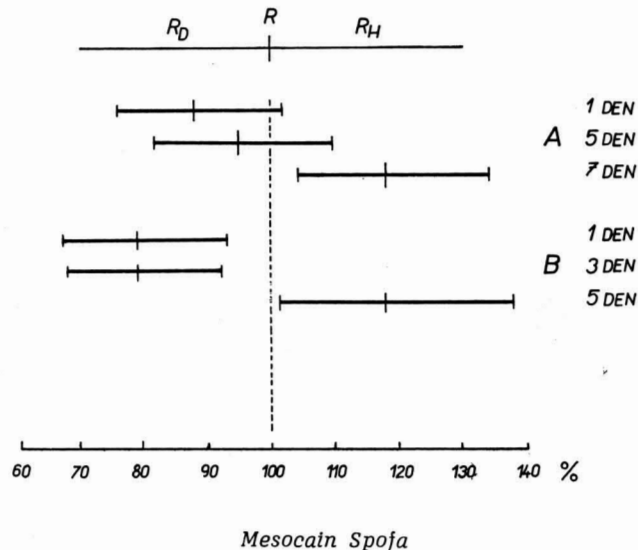 R
R_D R_H
1 DEN
A 5 DEN
7 DEN
1 DEN
B 3 DEN
5 DEN
60 70 80 90 100 110 120 130 140 %
Mesocain Spofa